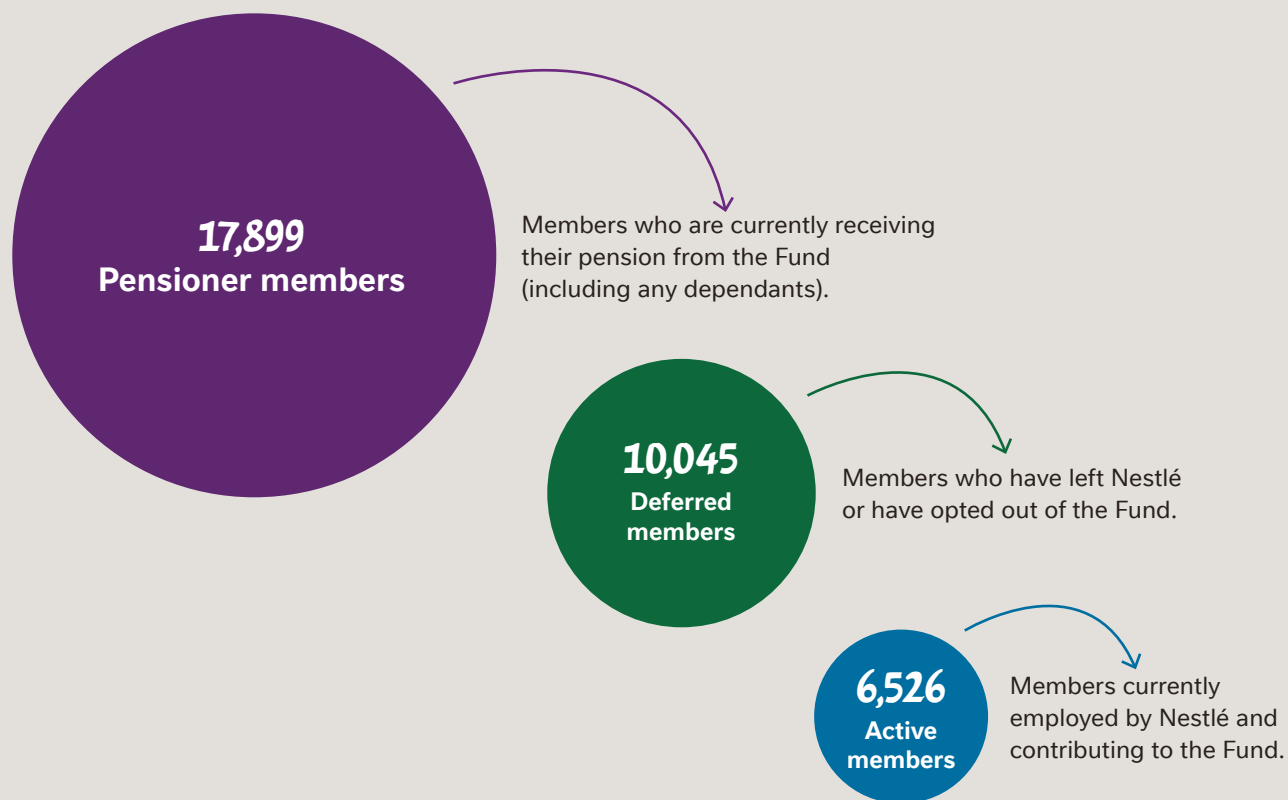 17,899
Pensioner members
Members who are currently receiving
their pension from the Fund
(including any dependants).
10,045
Deferred
members
Members who have left Nestlé
or have opted out of the Fund.
6,526
Active
members
Members currently
employed by Nestlé and
contributing to the Fund.